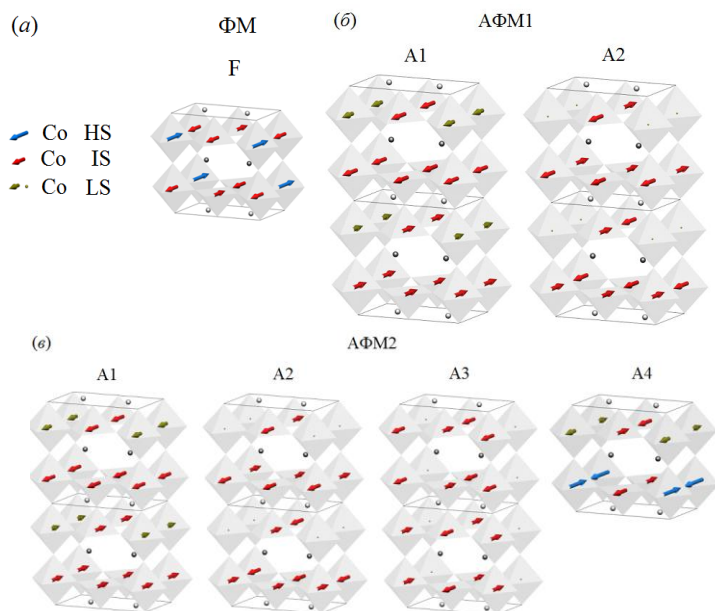 (а) ФМ
F
Co HS
Co IS
Co LS
(б) АФМ1
A1 A2
(в) АФМ2
A1 A2 A3 A4